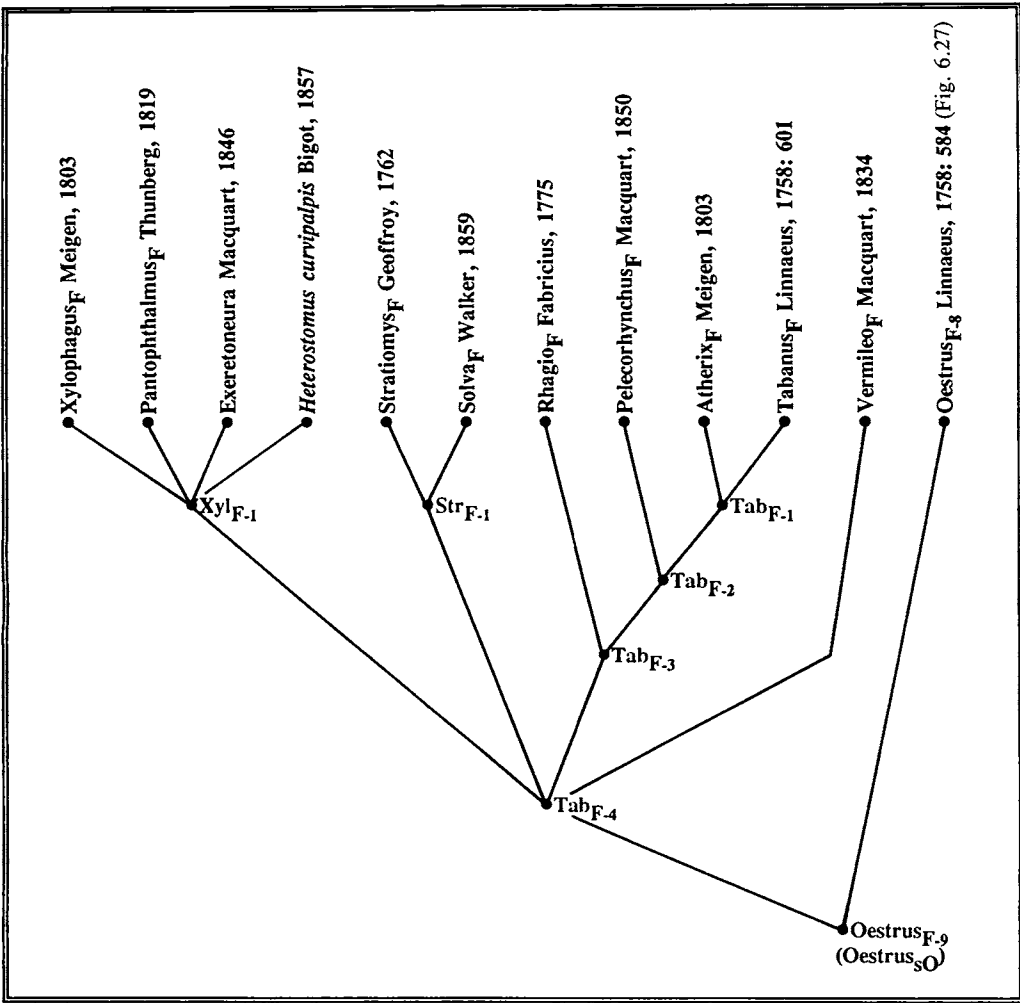 Xylophagus_F Meigen, 1803
Pantophthalmus_F Thunberg, 1819
Exeretoneura Macquart, 1846
Heterostomus curvipalpis Bigot, 1857
Stratiomys_F Geoffroy, 1762
Solva_F Walker, 1859
Rhagio_F Fabricius, 1775
Pelecorhynchus_F Macquart, 1850
Atherix_F Meigen, 1803
Tabanus_F Linnaeus, 1758: 601
Vermileo_F Macquart, 1834
Oestrus_F-8 Linnaeus, 1758: 584 (Fig. 6.27)
Xyl_F-1
Str_F-1
Tab_F-1
Tab_F-2
Tab_F-3
Tab_F-4
Oestrus_F-9
(Oestrus_sO)